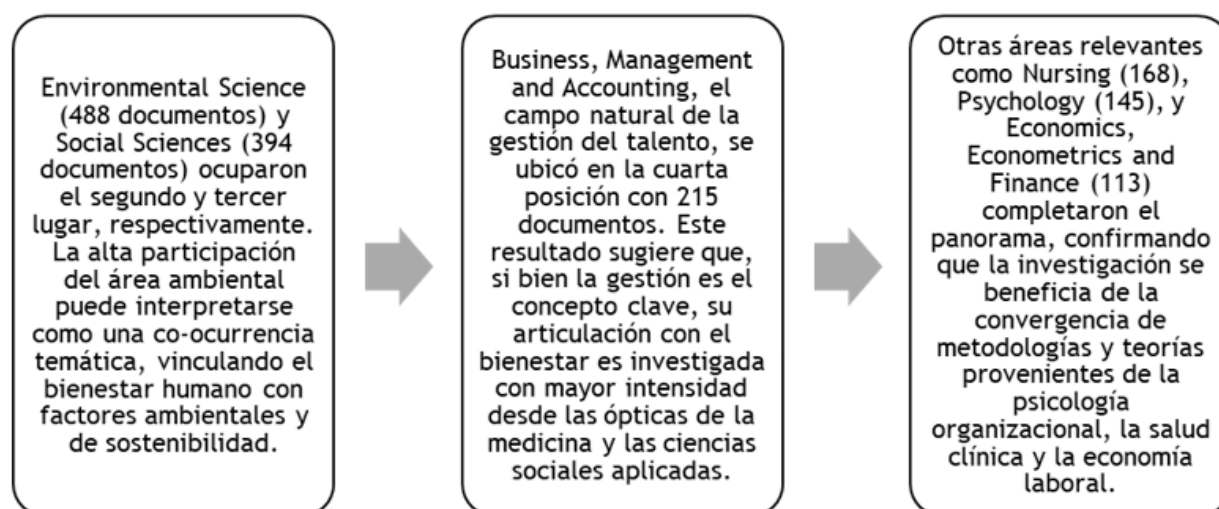 Environmental Science
(488 documentos) y
Social Sciences (394
documentos) ocuparon
el segundo y tercer
lugar, respectivamente.
La alta participación
del área ambiental
puede interpretarse
como una co-ocurrencia
temática, vinculando el
bienestar humano con
factores ambientales y
de sostenibilidad.
Business, Management
and Accounting, el
campo natural de la
gestión del talento, se
ubicó en la cuarta
posición con 215
documentos. Este
resultado sugiere que,
si bien la gestión es el
concepto clave, su
articulación con el
bienestar es investigada
con mayor intensidad
desde las ópticas de la
medicina y las ciencias
sociales aplicadas.
Otras áreas relevantes
como Nursing (168),
Psychology (145), y
Economics,
Econometrics and
Finance (113)
completaron el
panorama, confirmando
que la investigación se
beneficia de la
convergencia de
metodologías y teorías
provenientes de la
psicología
organizacional, la salud
clínica y la economía
laboral.